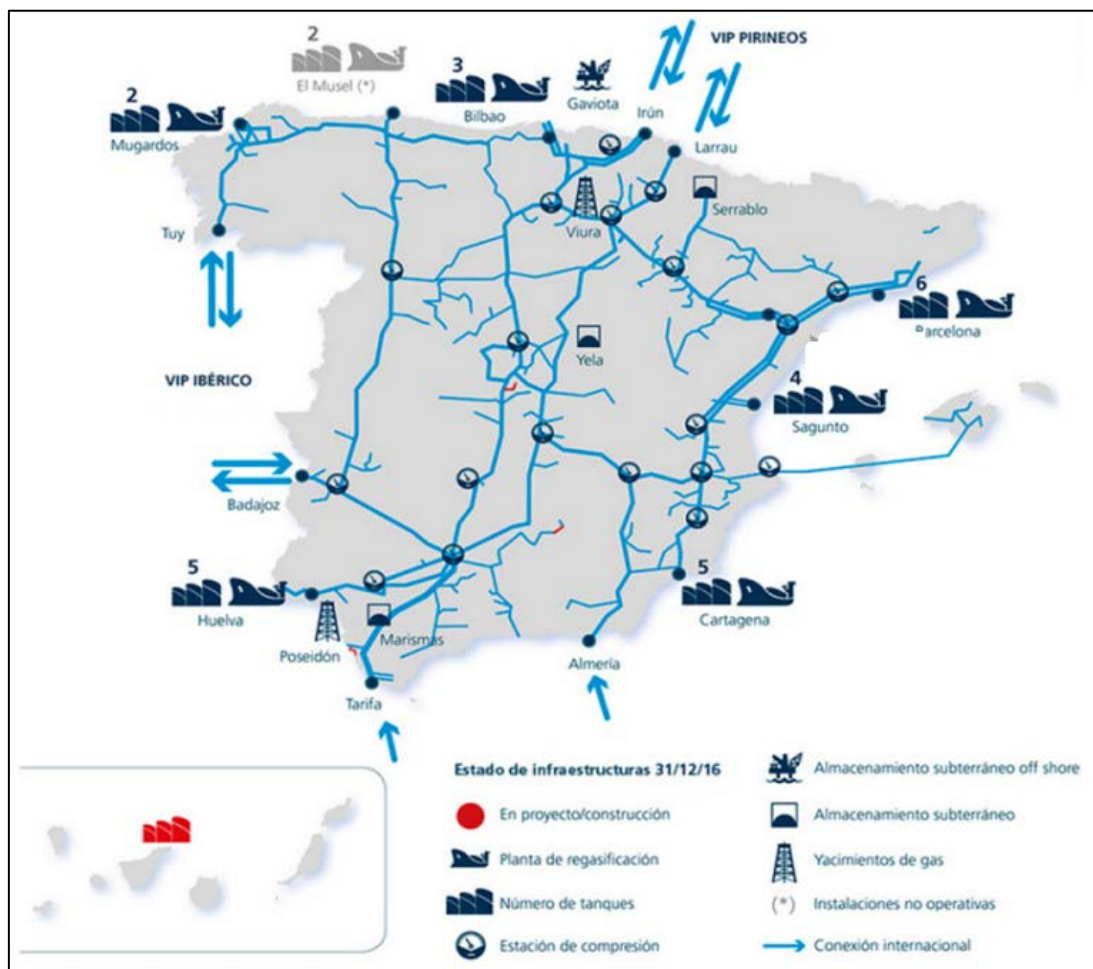 2
El Musel (*)
VIP PIRINEOS
3
Bilbao
Gaviota
Irún
2
Mugardos
Larrau
Serrablo
Viura
Tuy
6
Barcelona
Yela
VIP IBÉRICO
4
Sagunto
Badajoz
5
Huelva
5
Cartagena
Poseidón
Marismas
Almería
Tarifa
Estado de infraestructuras 31/12/16
En proyecto/construcción
Planta de regasificación
Número de tanques
Estación de compresión
Almacenamiento subterráneo off shore
Almacenamiento subterráneo
Yacimientos de gas
(*) Instalaciones no operativas
Conexión internacional